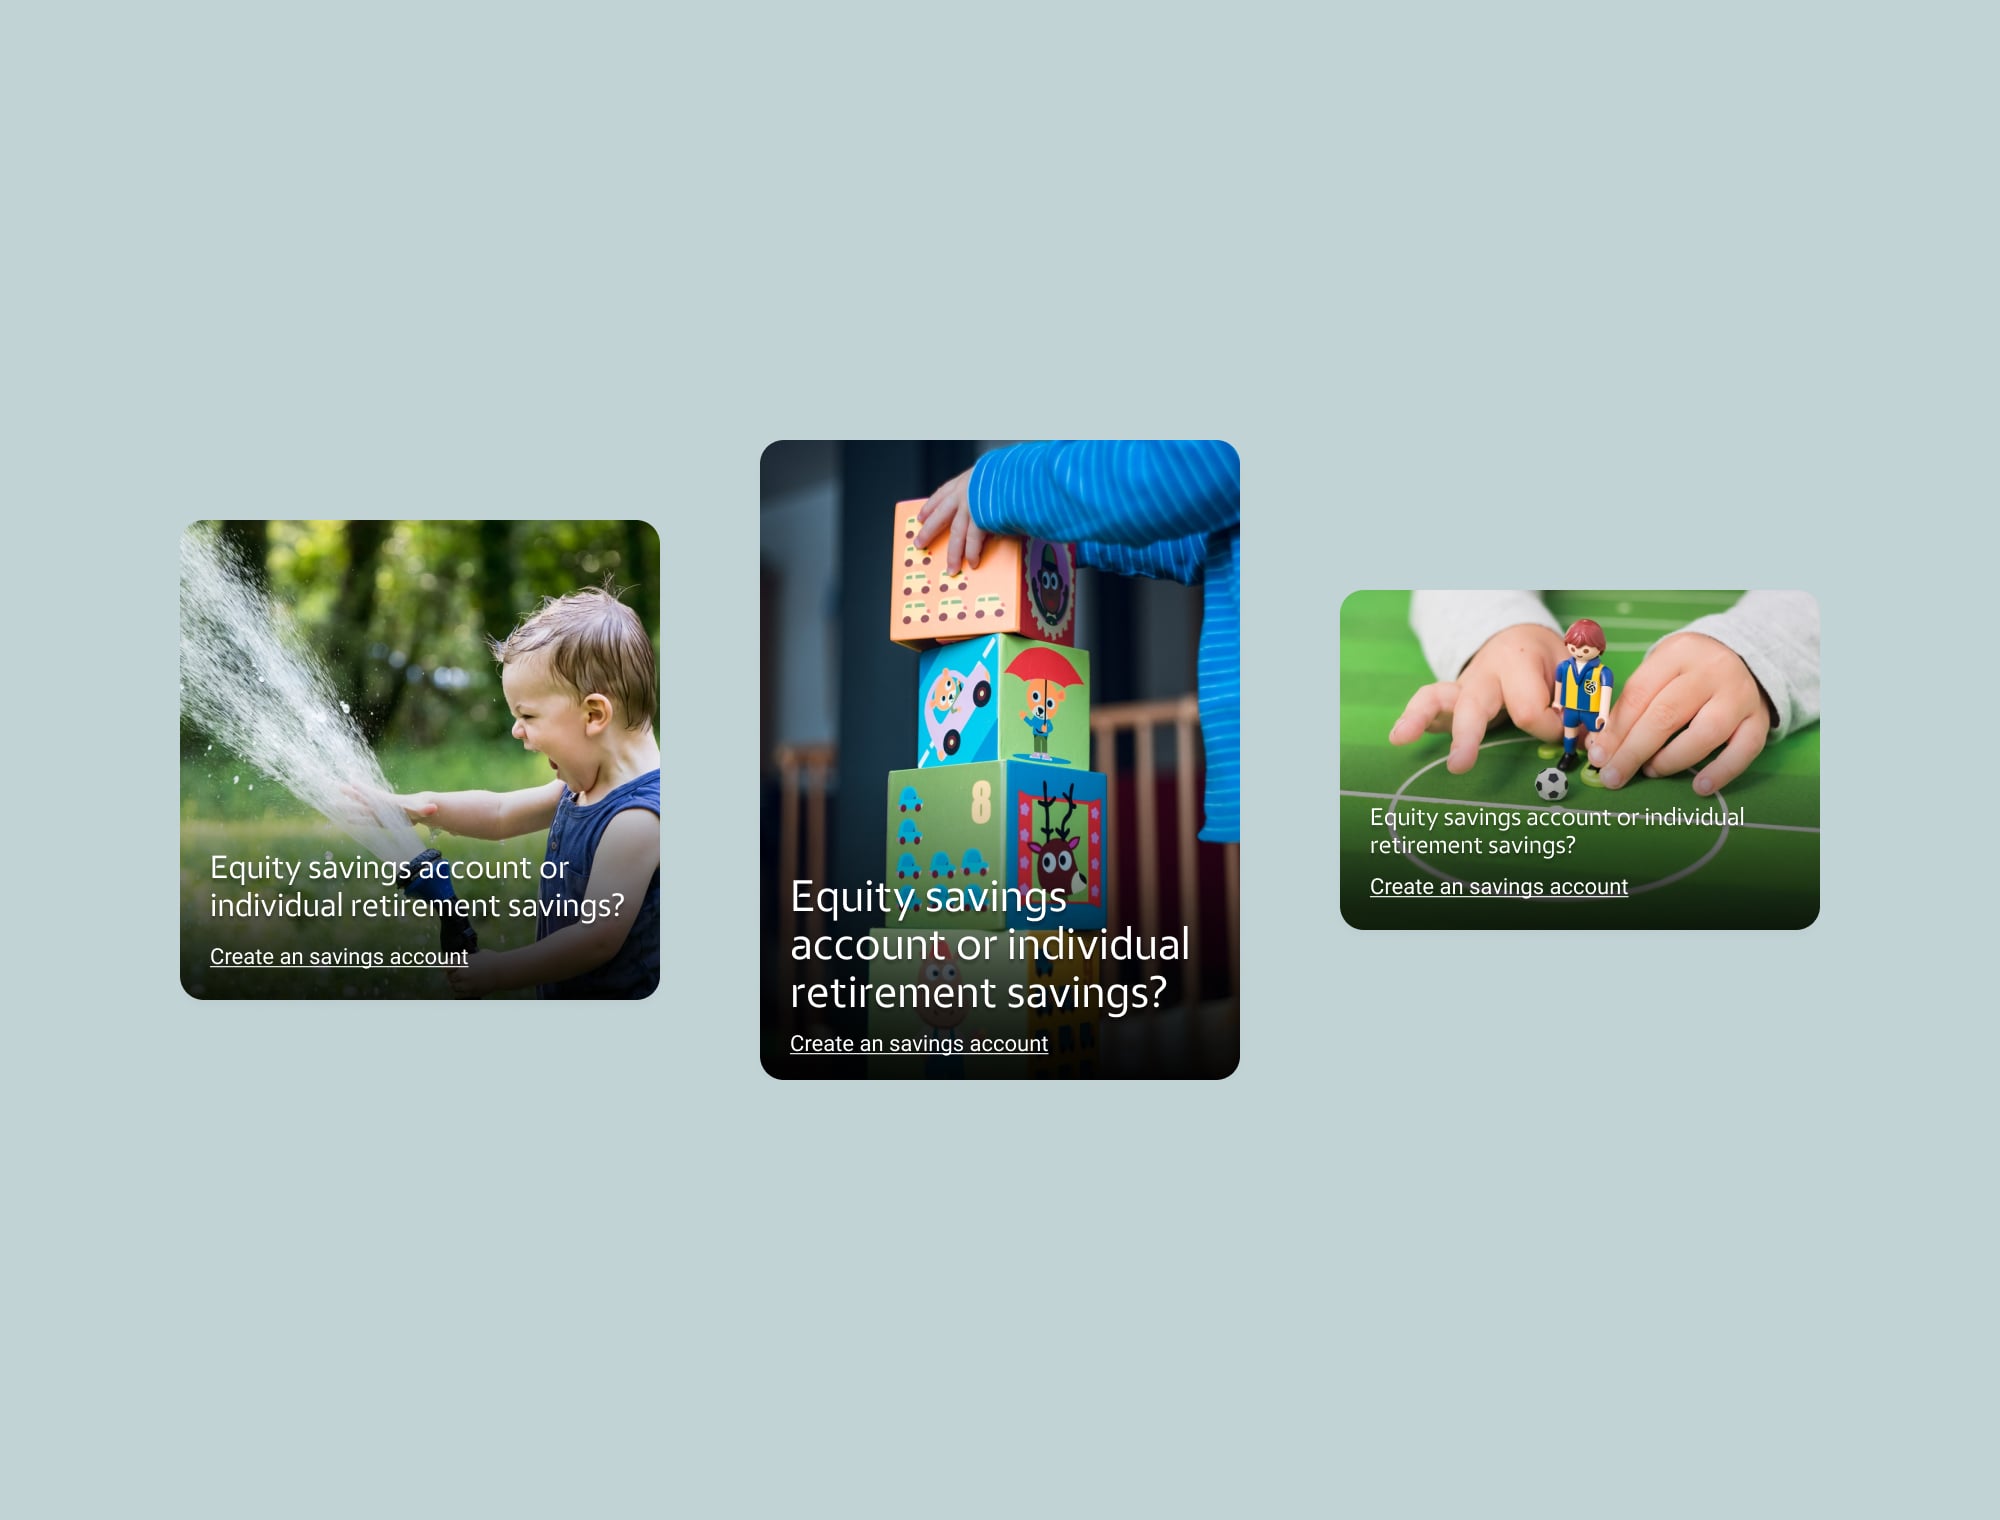 Equity savings account or
individual retirement savings?
Create an savings account
8
Equity savings
account or individual
retirement savings?
Create an savings account
Equity savings account or individual
retirement savings?
Create an savings account